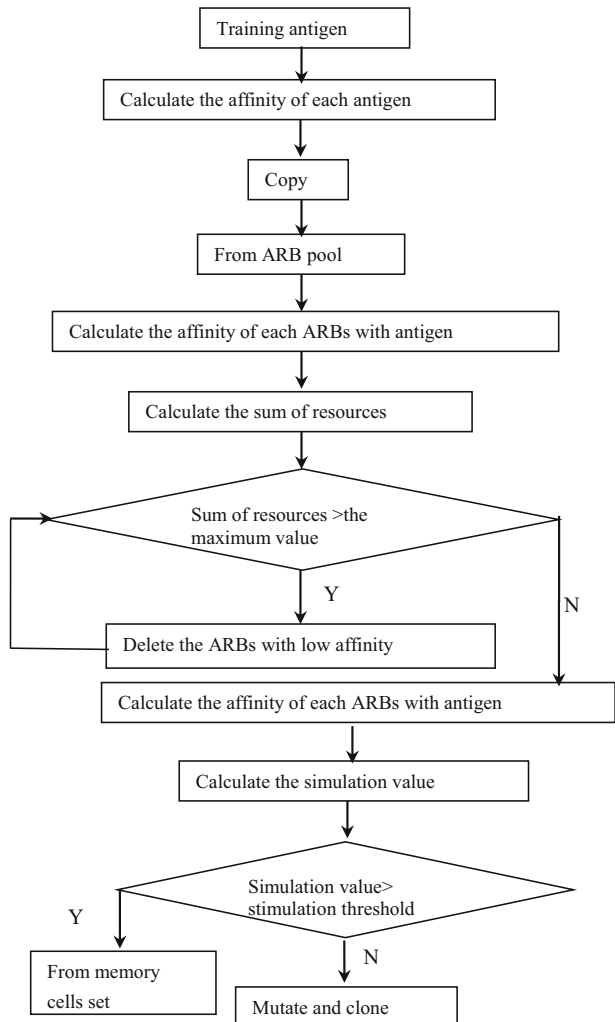 Training antigen
Calculate the affinity of each antigen
Copy
From ARB pool
Calculate the affinity of each ARBs with antigen
Calculate the sum of resources
Sum of resources >the
maximum value
Y
N
Delete the ARBs with low affinity
Calculate the affinity of each ARBs with antigen
Calculate the simulation value
Simulation value>
stimulation threshold
Y
N
From memory
cells set
Mutate and clone